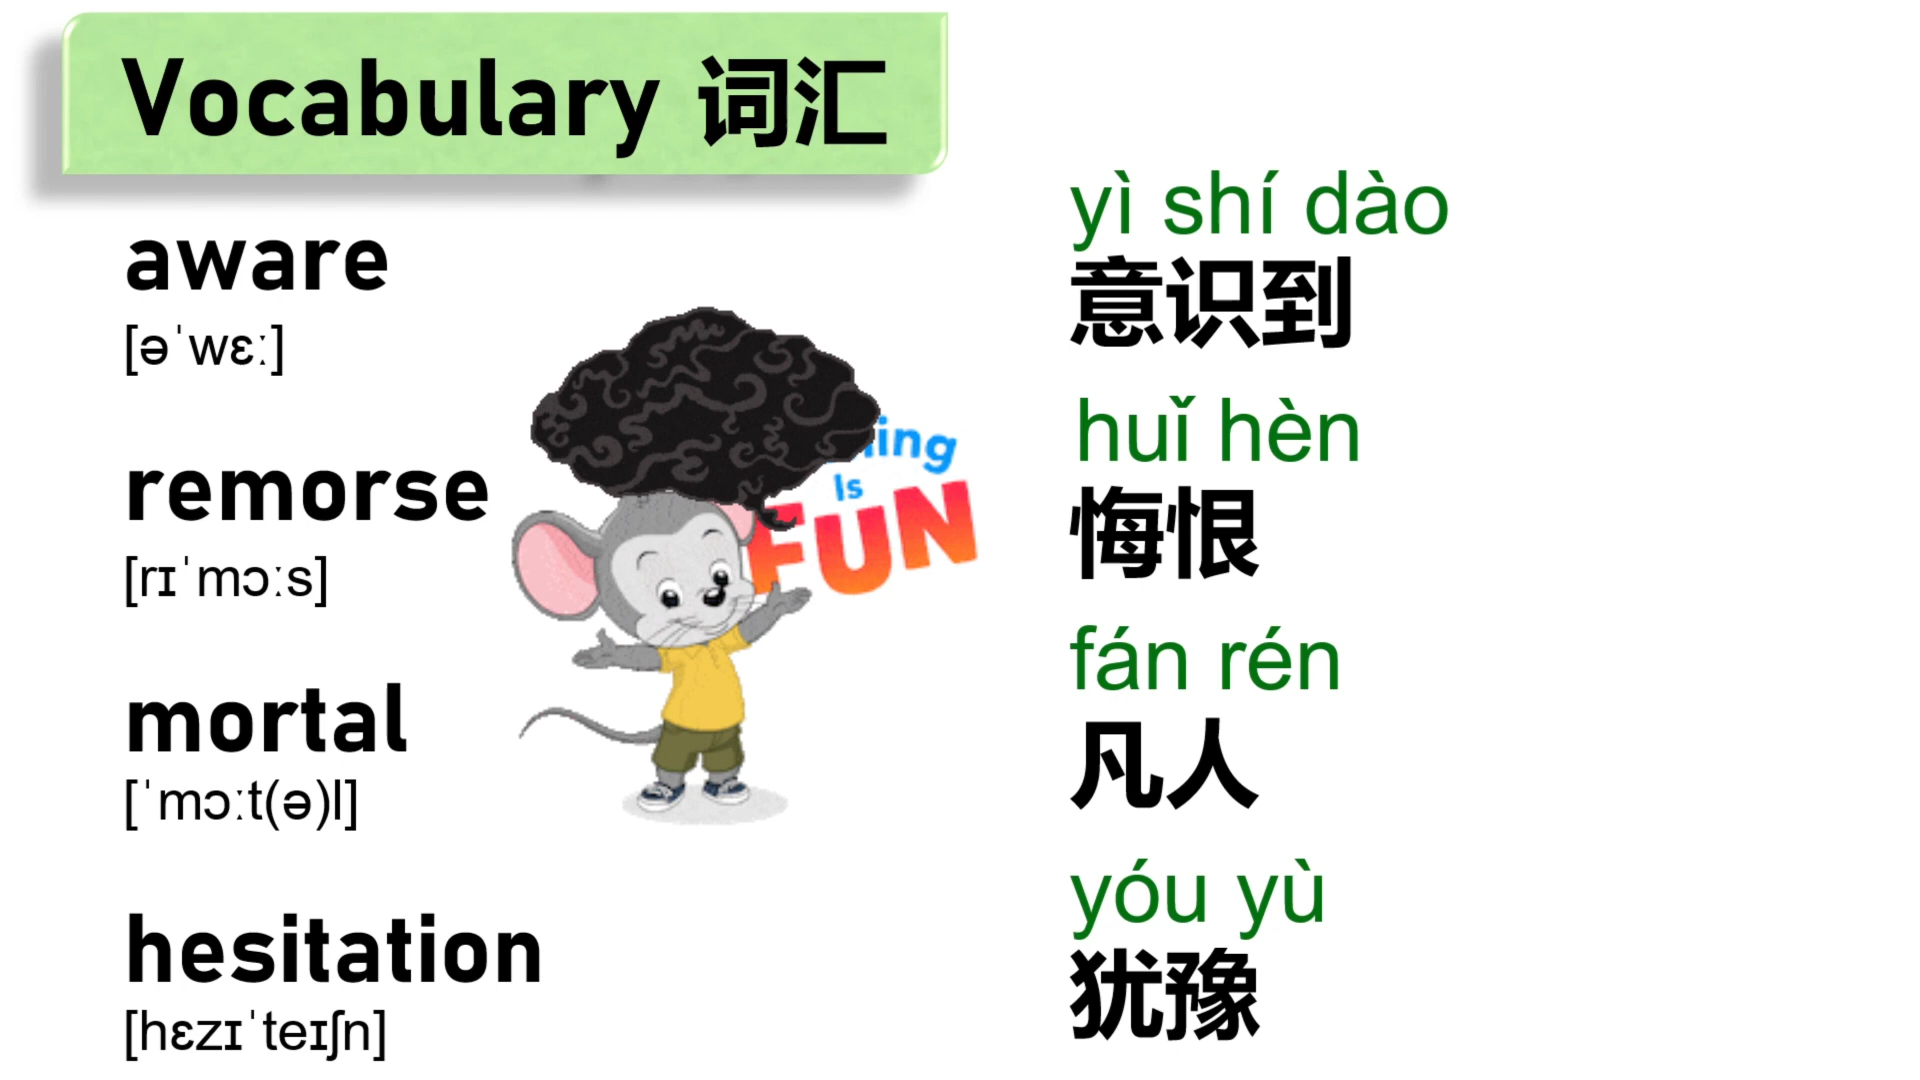 Vocabulary 词汇
aware
[əˈwɛː]
remorse
[rɪˈmɔːs]
mortal
[ˈmɔːt(ə)l]
hesitation
[hɛzɪˈteɪʃn]
ing
Is
FUN
yì shí dào
意识到
huǐ hèn
悔恨
fán rén
凡人
yóu yù
犹豫